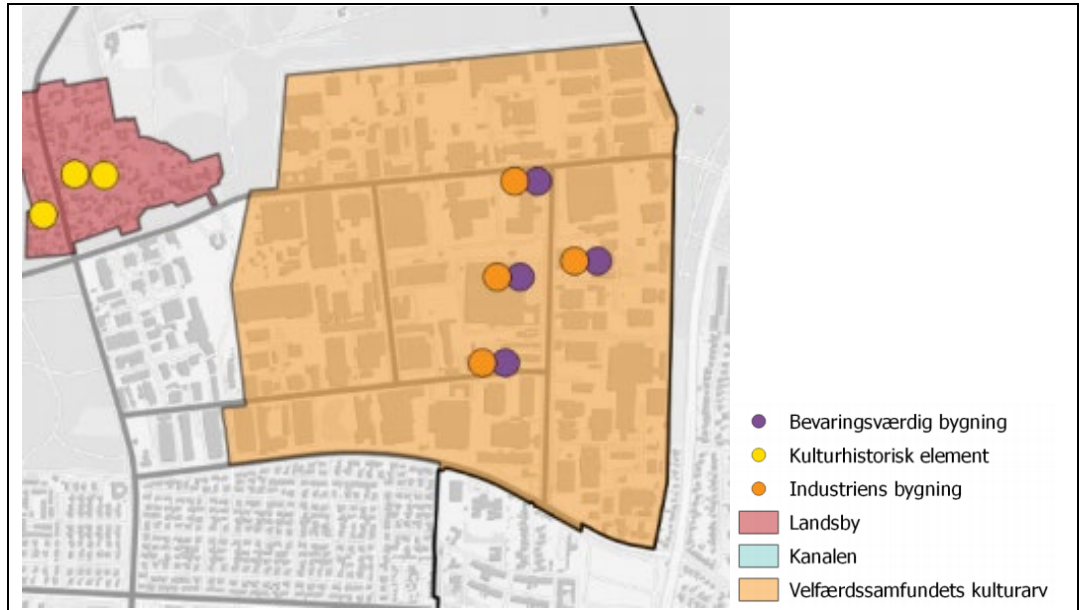 Bevaringsværdig bygning
Kulturhistorisk element
Industriens bygning
Landsby
Kanalen
Velfærdssamfundets kulturarv